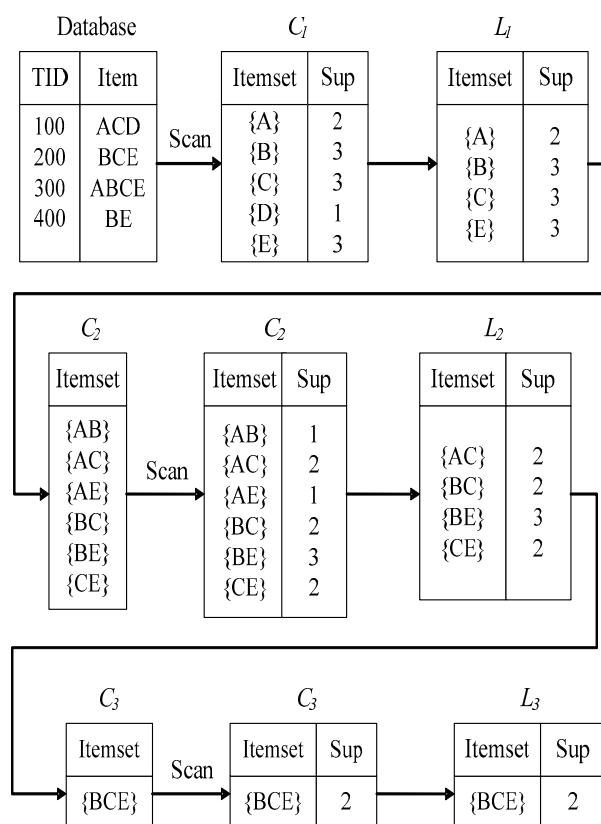 Database
C1
L1
TID Item
Itemset Sup
Itemset Sup
100 ACD
200 BCE
300 ABCE
400 BE
Scan
{A} 2
{B} 3
{C} 3
{D} 1
{E} 3
{A} 2
{B} 3
{C} 3
{E} 3
C2
C2
L2
Itemset
Itemset Sup
Itemset Sup
{AB}
{AC}
{AE}
{BC}
{BE}
{CE}
Scan
{AB} 1
{AC} 2
{AE} 1
{BC} 2
{BE} 3
{CE} 2
{AC} 2
{BC} 2
{BE} 3
{CE} 2
C3
C3
L3
Itemset
Itemset Sup
Itemset Sup
{BCE}
Scan
{BCE} 2
{BCE} 2